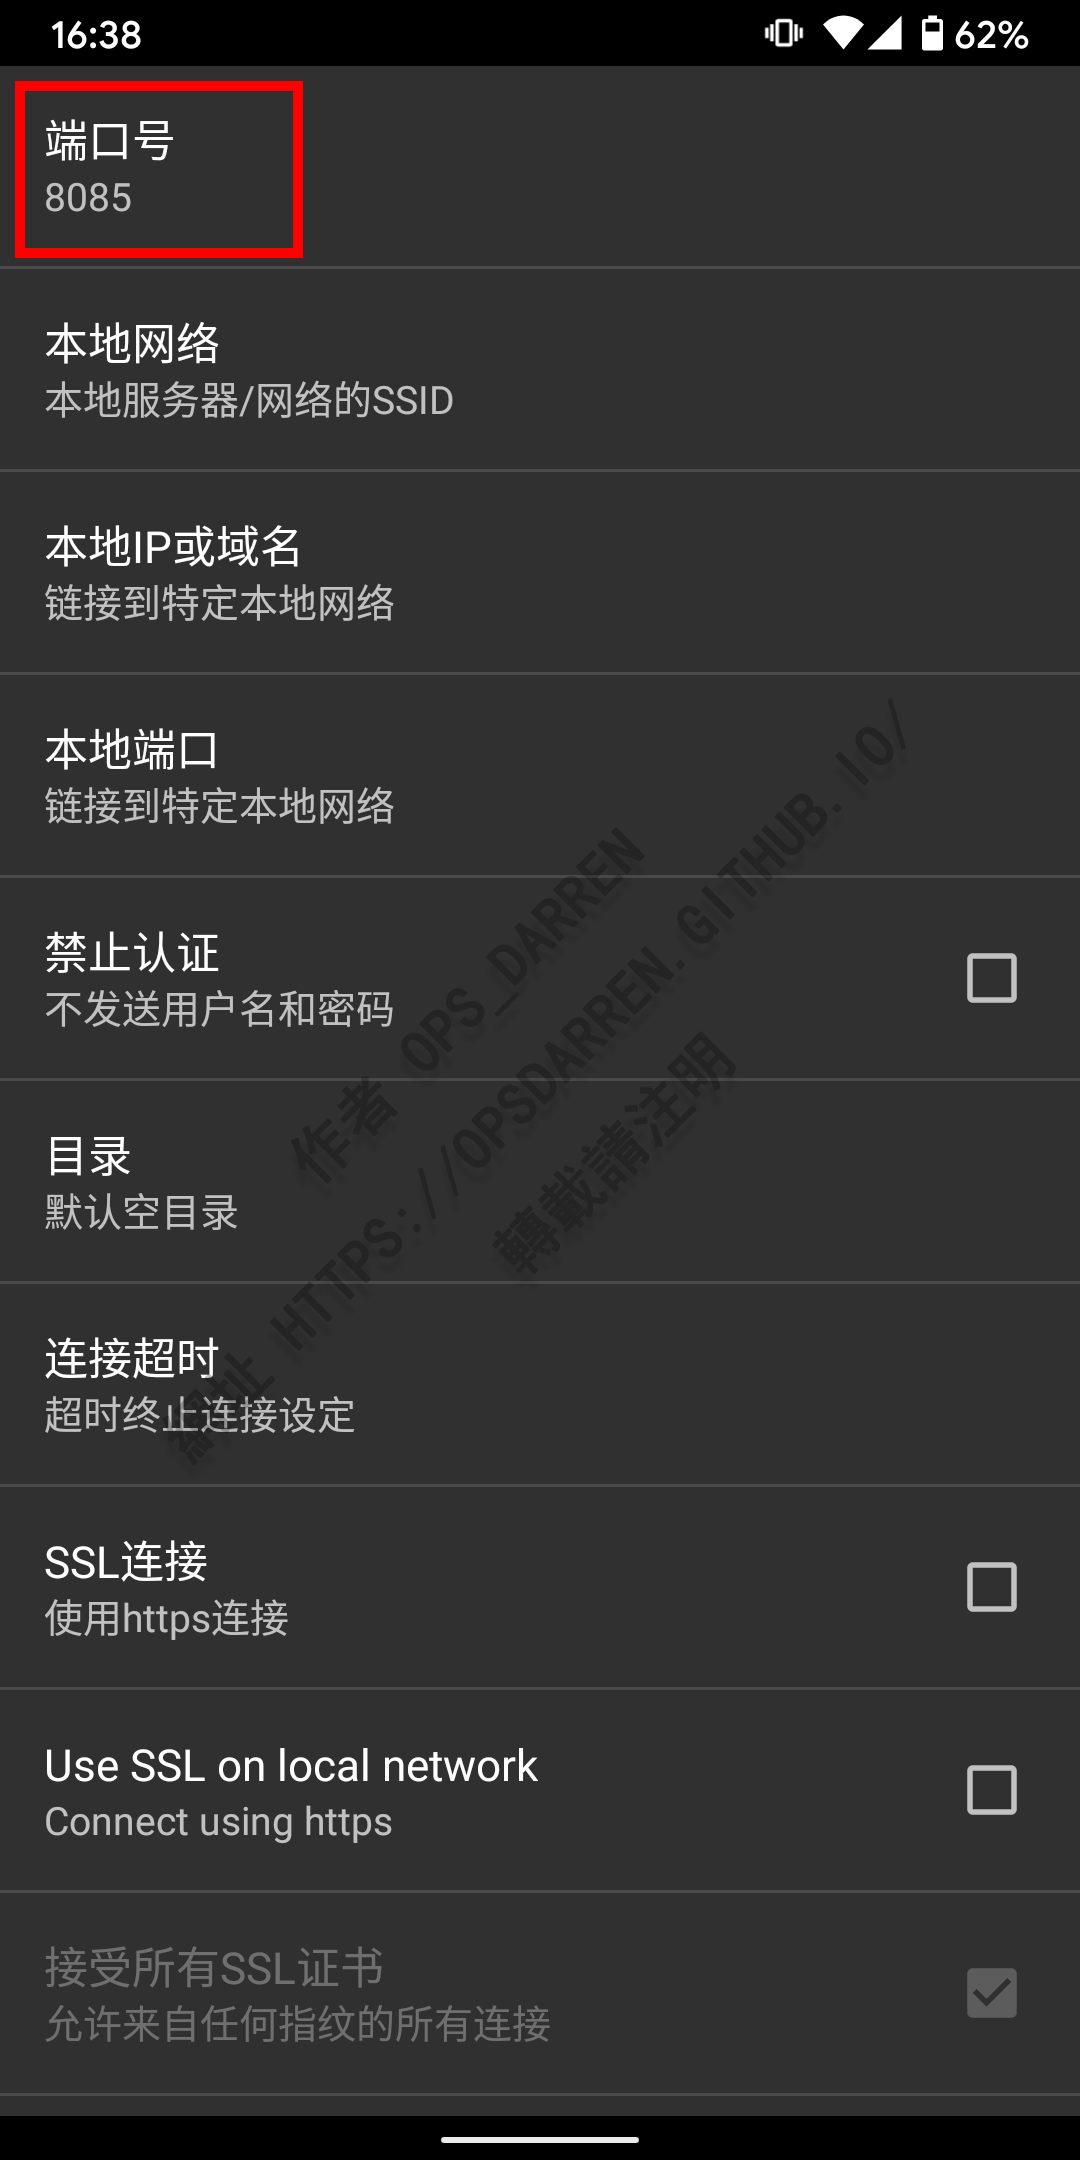 16:38
62%
端口号
8085
本地网络
本地服务器/网络的SSID
本地IP或域名
链接到特定本地网络
本地端口
链接到特定本地网络
禁止认证
不发送用户名和密码
目录
默认空目录
连接超时
超时终止连接设定
SSL连接
使用https连接
Use SSL on local network
Connect using https
接受所有SSL证书
允许来自任何指纹的所有连接
作者 OPS_DARREN
網址 HTTPS://OPSDARREN.GITHUB.IO/
轉載請注明